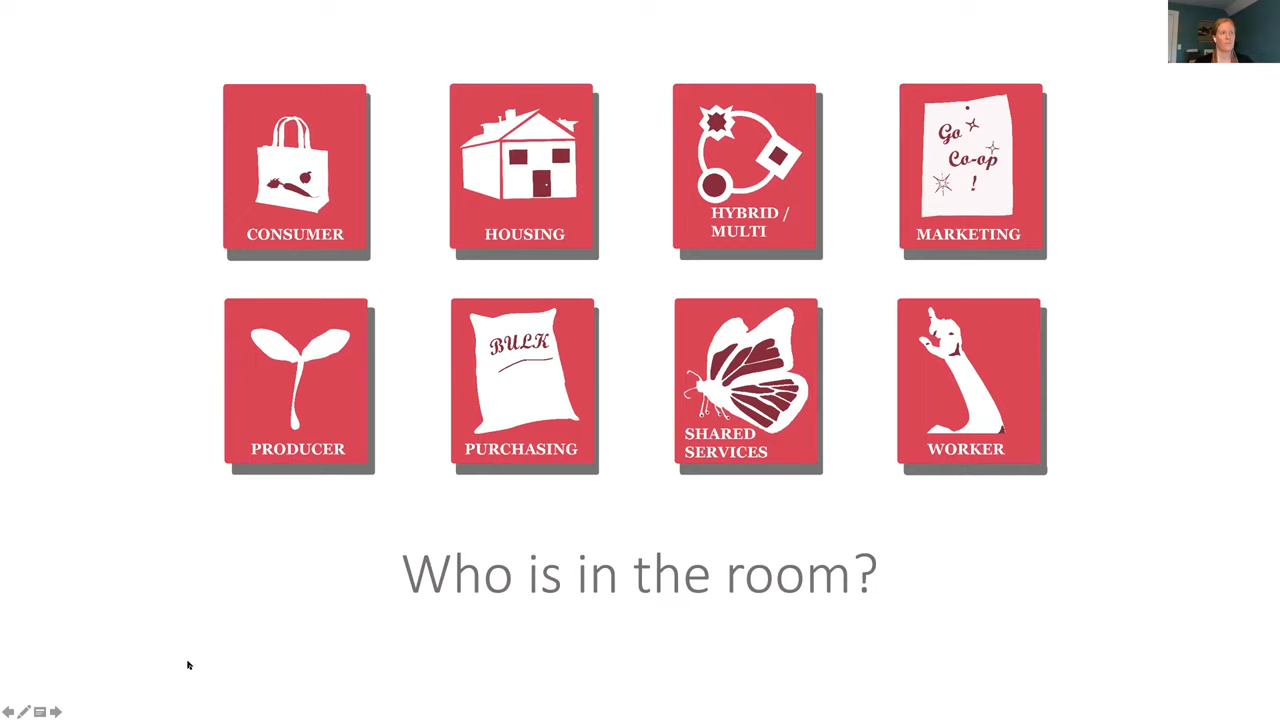 CONSUMER
HOUSING
HYBRID /
MULTI
Go
Co-op
!
MARKETING
PRODUCER
BULK
PURCHASING
SHARED
SERVICES
WORKER
Who is in the room?